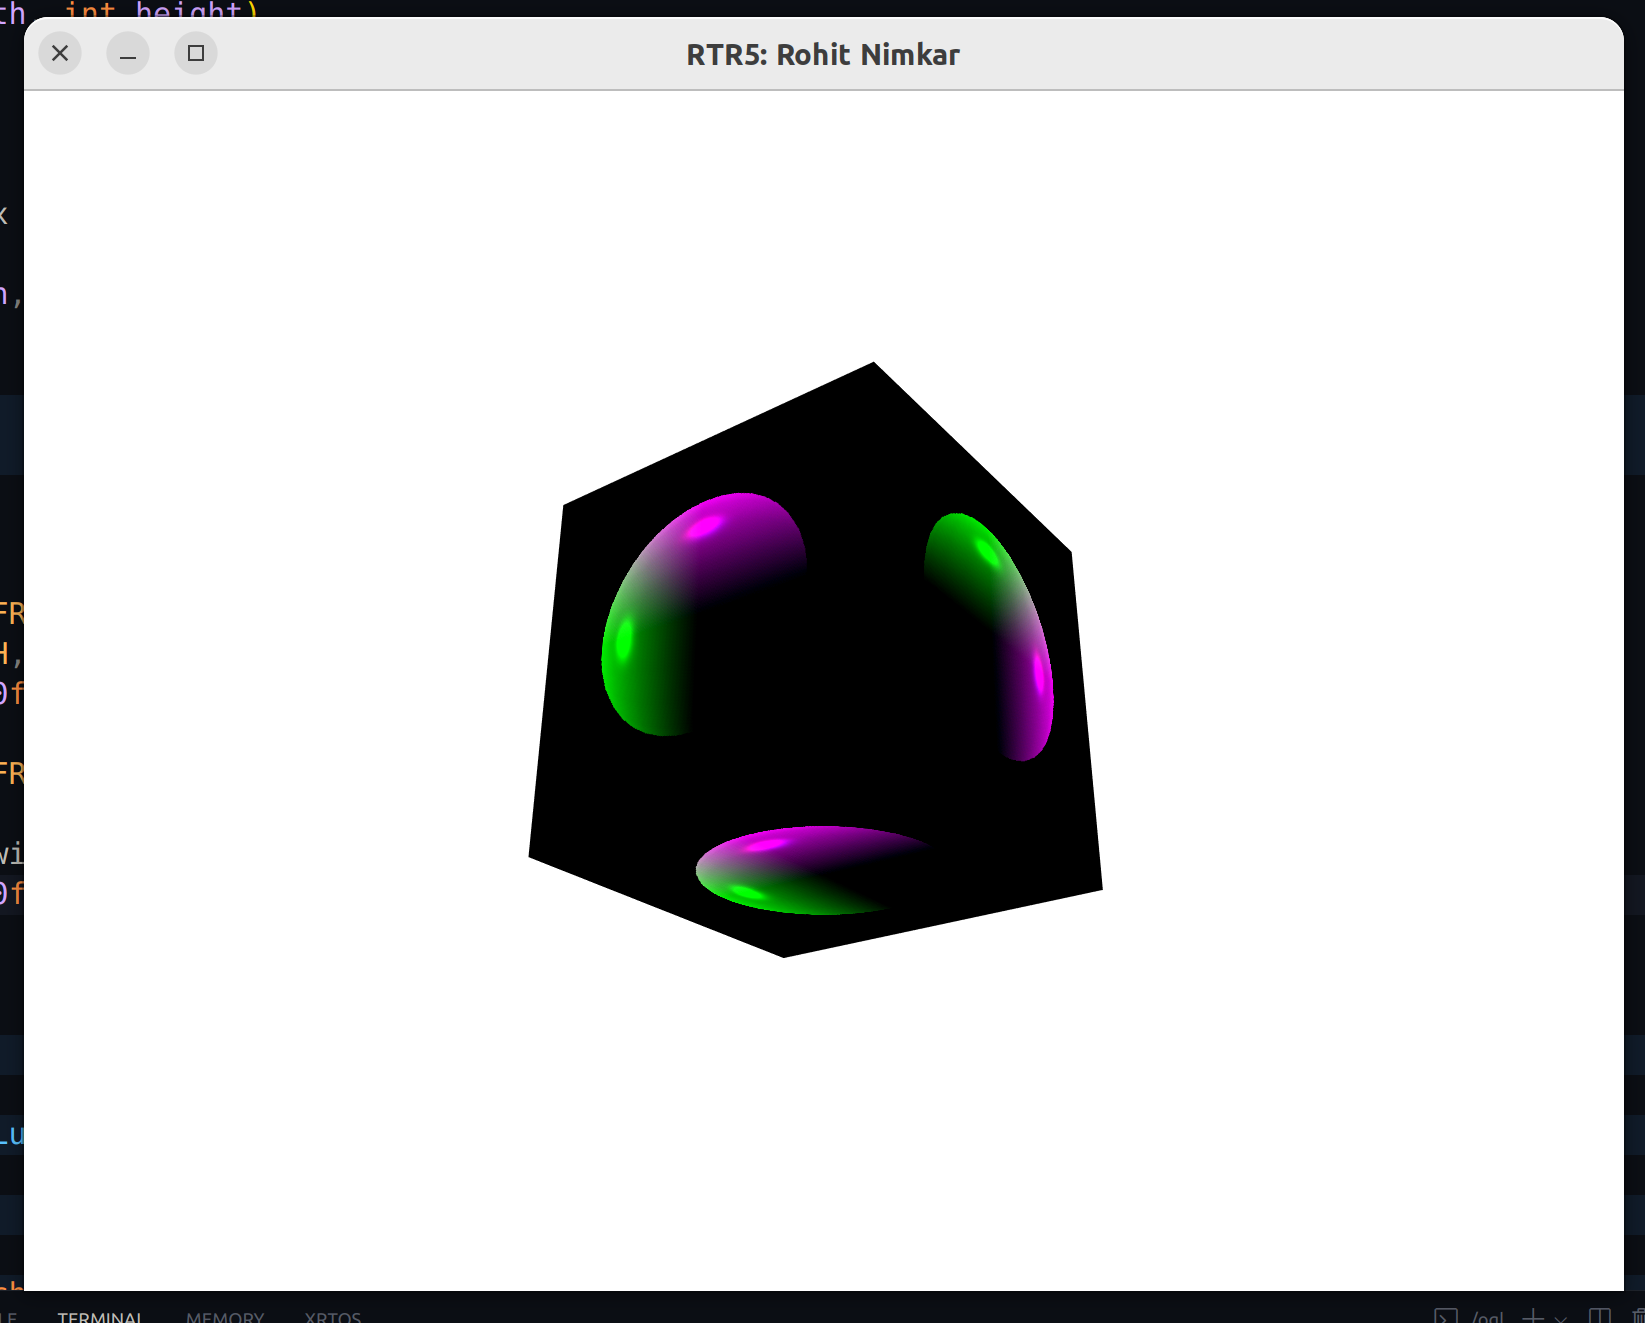 th, int height)
RTR5: Rohit Nimkar
x
FR
H,
0f
FR
wi
0f
Lu
LE TERMINAL MEMORY XRTOS /ogl